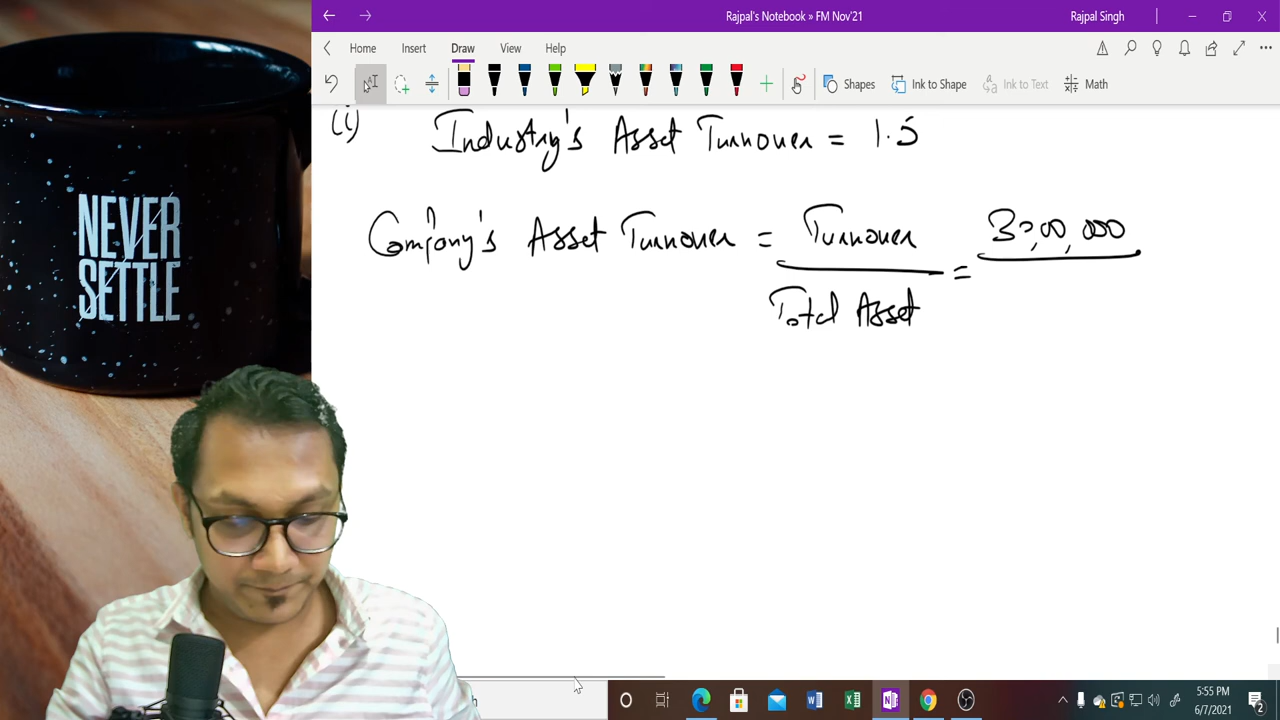 Rajpal's Notebook » FM Nov'21
Rajpal Singh
Home Insert Draw View Help
Shapes Ink to Shape Ink to Text Math
(i) Industry's Asset Turnover = 1.5
Company's Asset Turnover = Turnover = 30,00,000
Total Asset
NEVER
SETTLE
5:55 PM
6/7/2021
2